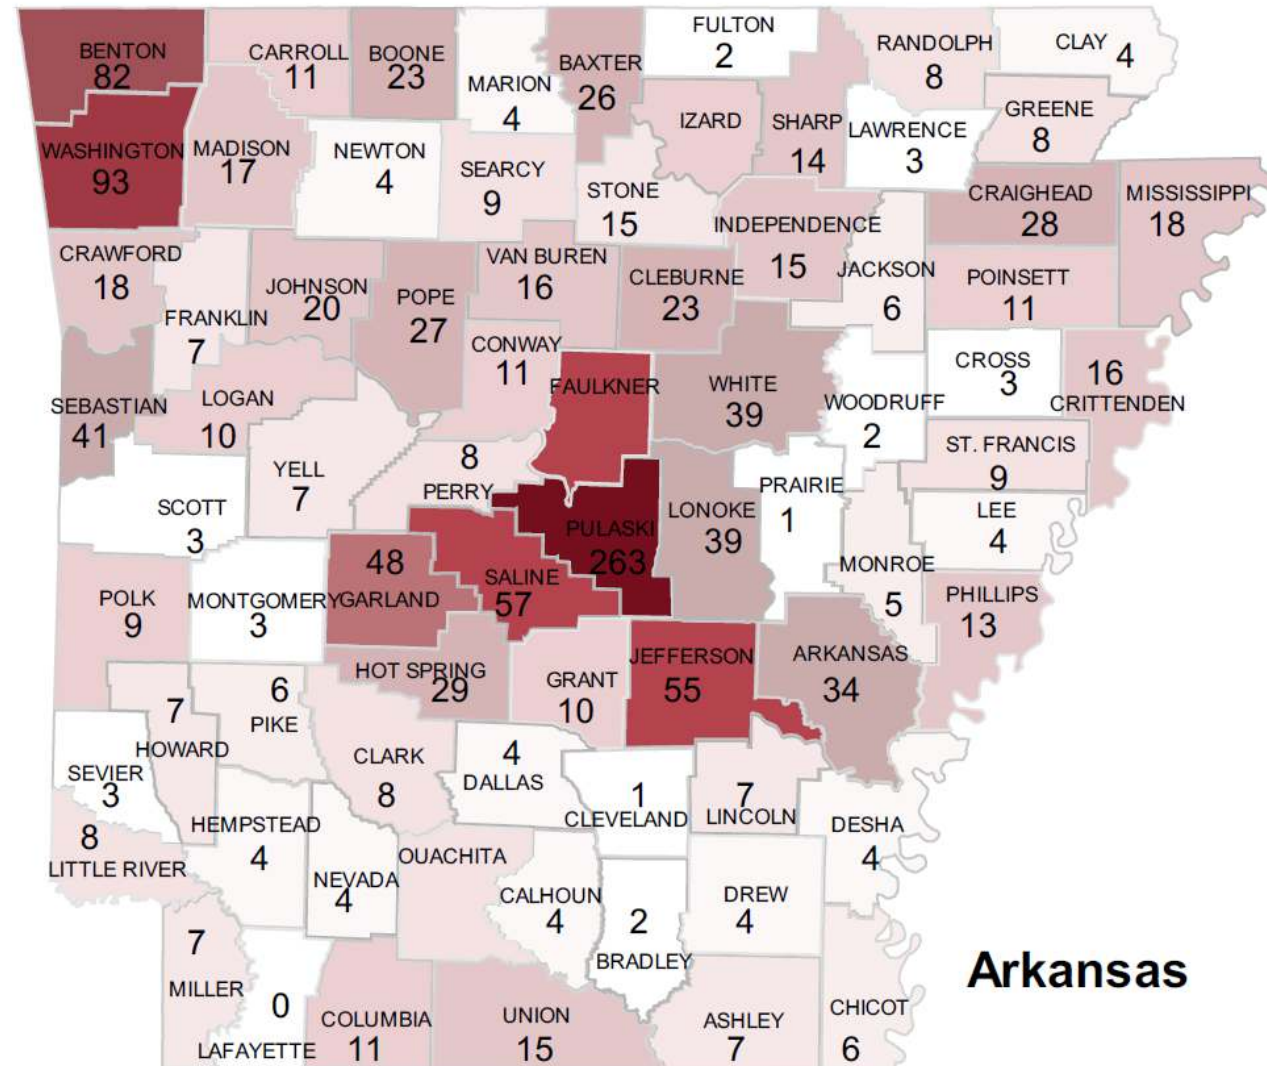 BENTON
82
CARROLL
11
BOONE
23
MARION
4
BAXTER
26
FULTON
2
RANDOLPH
8
CLAY 4
GREENE
8
IZARD
SHARP
14
LAWRENCE
3
WASHINGTON
93
MADISON
17
NEWTON
4
SEARCY
9
STONE
15
INDEPENDENCE
15
CRAIGHEAD
28
MISSISSIPPI
18
CRAWFORD
18
FRANKLIN
7
JOHNSON
20
POPE
27
VAN BUREN
16
CLEBURNE
23
JACKSON
6
POINSETT
11
CONWAY
11
FAULKNER
WHITE
39
WOODRUFF
2
CROSS
3
16
CRITTENDEN
SEBASTIAN
41
LOGAN
10
YELL
7
8
PERRY
ST. FRANCIS
9
SCOTT
3
PULASKI
263
LONOKE
39
PRAIRIE
1
LEE
4
MONROE
5
PHILLIPS
13
POLK
9
MONTGOMERY
3
48
GARLAND
SALINE
57
HOT SPRING
29
GRANT
10
JEFFERSON
55
ARKANSAS
34
7
HOWARD
6
PIKE
CLARK
8
4
DALLAS
1
CLEVELAND
7
LINCOLN
DESHA
4
SEVIER
3
8
LITTLE RIVER
HEMPSTEAD
4
NEVADA
4
OUACHITA
CALHOUN
4
2
BRADLEY
DREW
4
7
MILLER
0
LAFAYETTE
COLUMBIA
11
UNION
15
ASHLEY
7
CHICOT
6
Arkansas